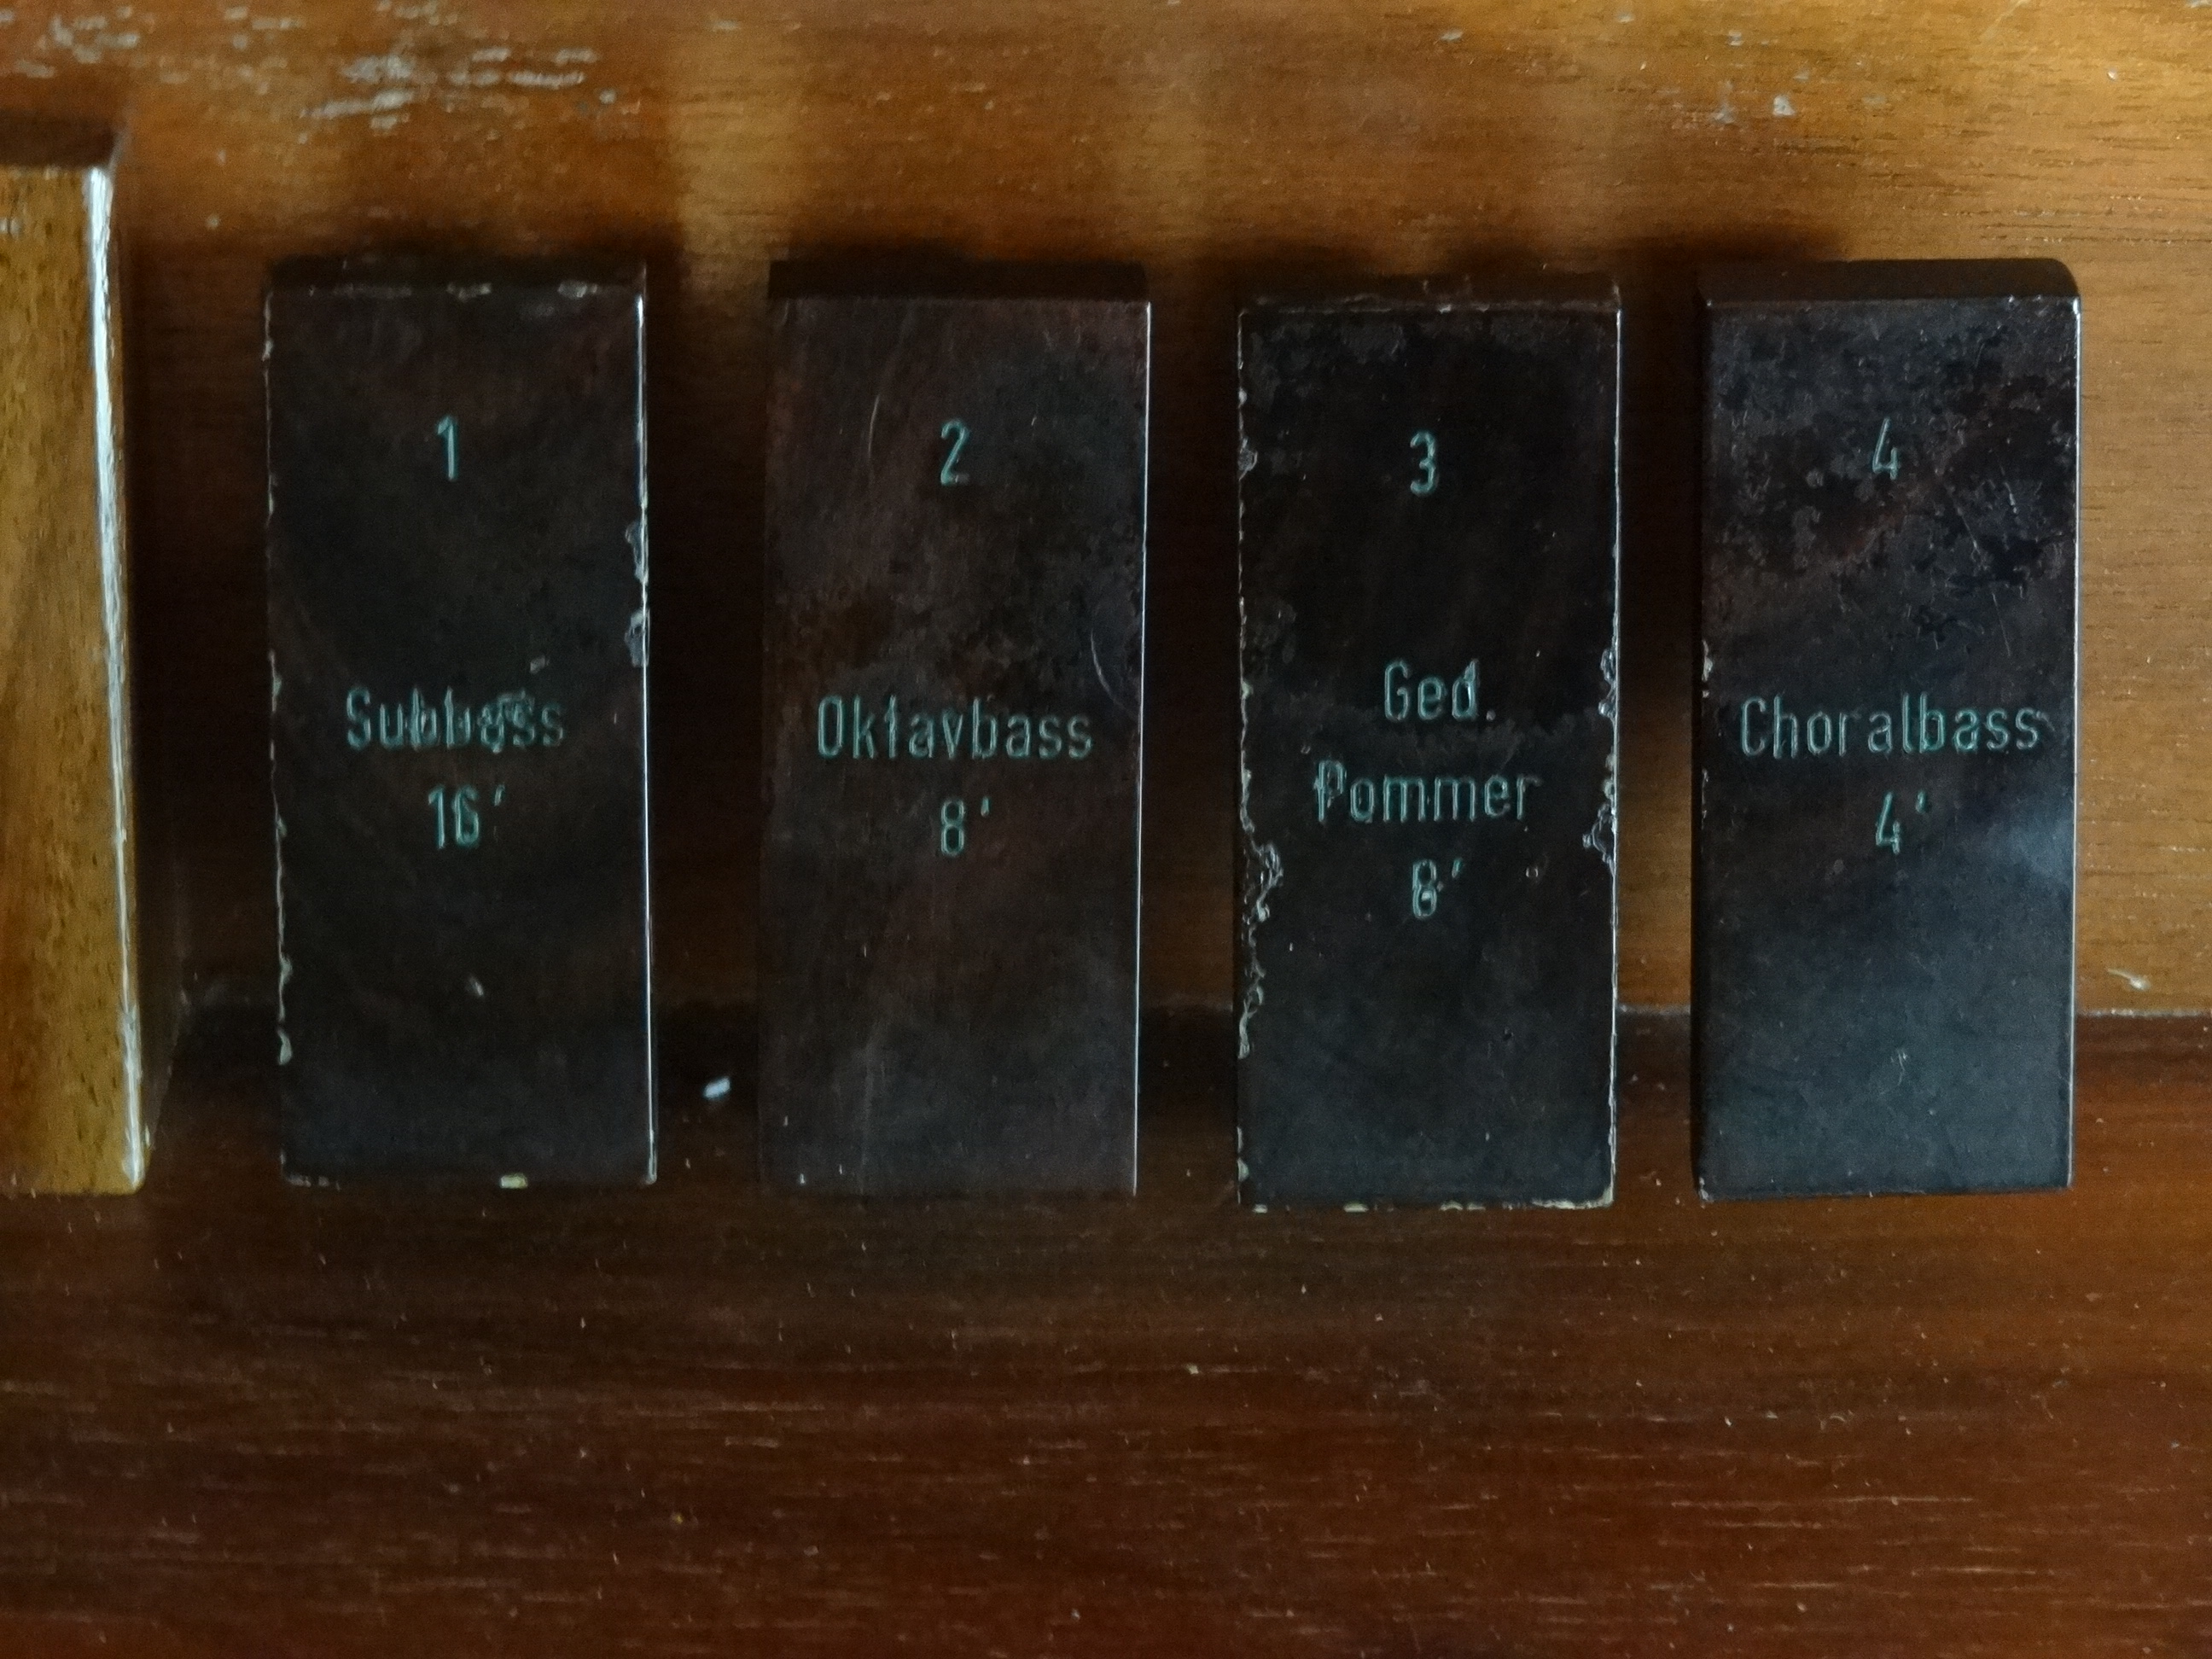 1
Subbass
16'
2
Oktavbass
8'
3
Ged.
Pommer
8'
4
Choralbass
4'